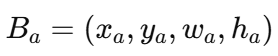 B_a = (x_a, y_a, w_a, h_a)